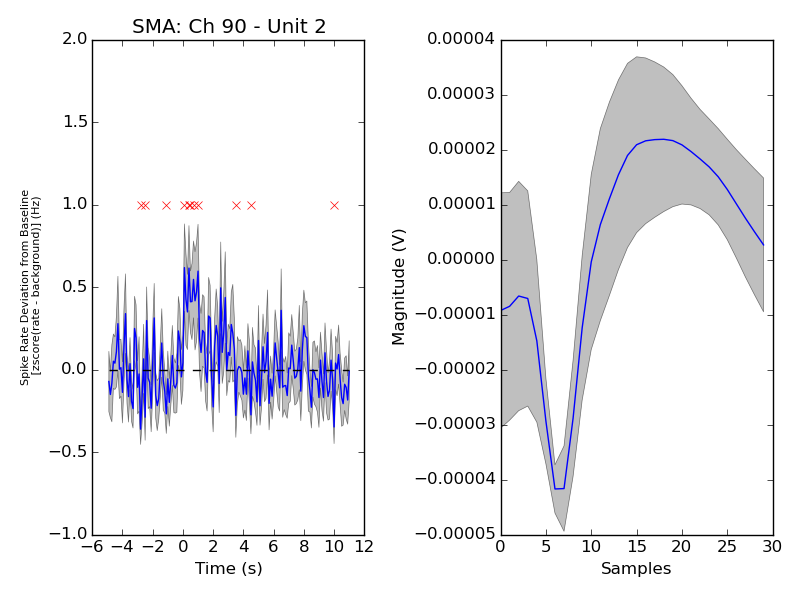 SMA: Ch 90 - Unit 2
Spike Rate Deviation from Baseline
[zscore(rate - background)] (Hz)
2.0
1.5
1.0
0.5
0.0
−0.5
−1.0
−6 −4 −2 0 2 4 6 8 10 12
Time (s)
Magnitude (V)
0.00004
0.00003
0.00002
0.00001
0.00000
−0.00001
−0.00002
−0.00003
−0.00004
−0.00005
0 5 10 15 20 25 30
Samples